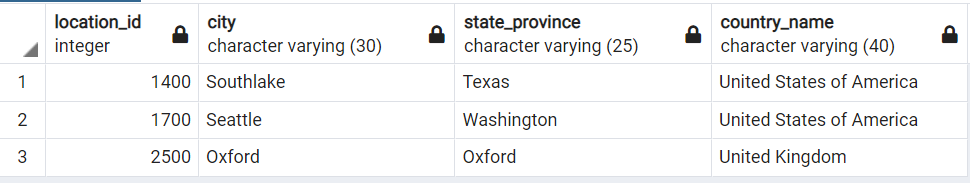 location_id city state_province country_name
integer character varying (30) character varying (25) character varying (40)
1 1400 Southlake Texas United States of America
2 1700 Seattle Washington United States of America
3 2500 Oxford Oxford United Kingdom